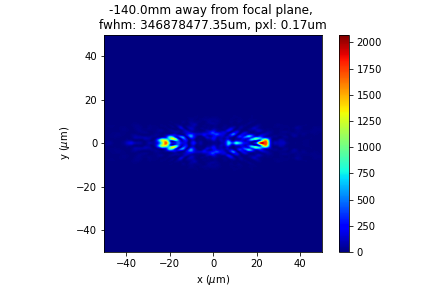 -140.0mm away from focal plane,
fwhm: 346878477.35um, pxl: 0.17um
40
20
0
−20
−40
y (μm)
−40 −20 0 20 40
x (μm)
2000
1750
1500
1250
1000
750
500
250
0